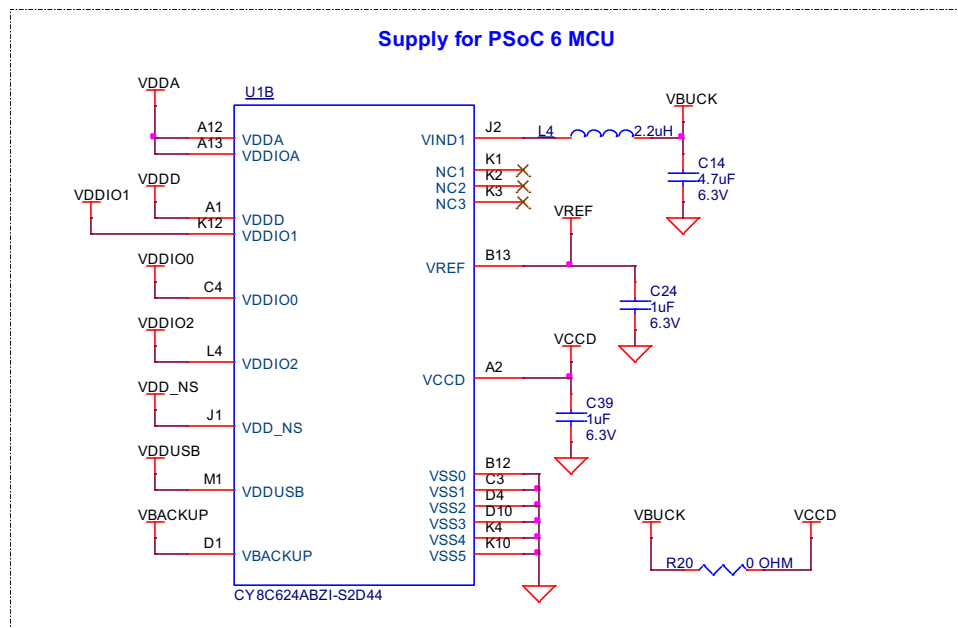 Supply for PSoC 6 MCU
VDDA
U1B
A12
VDDA
A13
VDDIOA
VDDD
VDDIO1
A1
VDDD
K12
VDDIO1
VDDIO0
C4
VDDIO0
VDDIO2
L4
VDDIO2
VDD_NS
J1
VDD_NS
VDDUSB
M1
VDDUSB
VBACKUP
D1
VBACKUP
CY8C624ABZI-S2D44
VBUCK
J2
L4
2.2uH
VIND1
C14
4.7uF
6.3V
K1
NC1
K2
NC2
K3
NC3
VREF
B13
VREF
C24
1uF
6.3V
VCCD
A2
VCCD
C39
1uF
6.3V
B12
VSS0
C3
VSS1
D4
VSS2
D10
VSS3
K4
VSS4
K10
VSS5
VBUCK
VCCD
R20
0 OHM